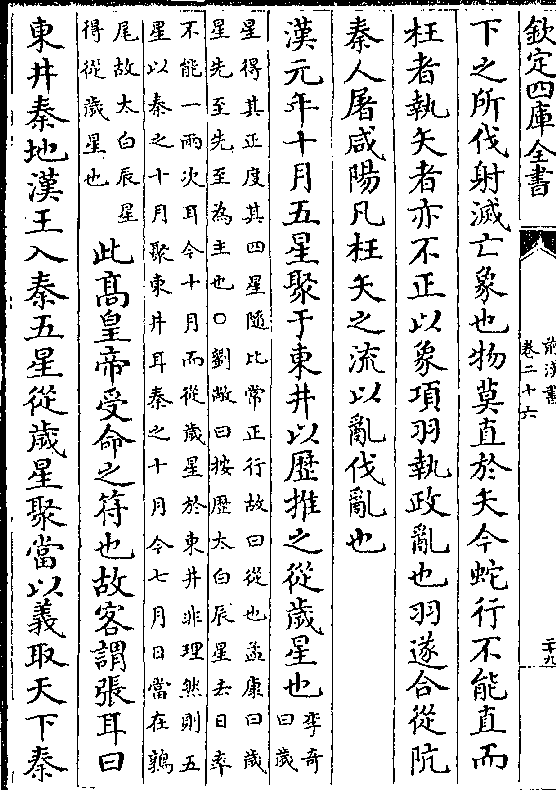 欽定四庫全書
前漢書
卷二十六
二十九
下之所伐射滅亡象也物莫直於矢今蛇行不能直而
枉者執矢者亦不正以象項羽執政亂也羽遂合從阬
秦人屠咸陽凡枉矢之流以亂伐亂也
漢元年十月五星聚于東井以歴推之從歲星也李奇
曰歲
星得其正度其四星隨比常正行故曰從也孟康曰歲
星先至先至為主也○劉敞曰按歴太白辰星去日率
不能一兩次耳今十月而從歲星於東井非理然則五
星以秦之十月聚東井耳秦之十月今七月日當在鶉
尾故太白辰星
得從歲星也
此髙皇帝受命之符也故客謂張耳曰
東井秦地漢王入秦五星從歲星聚當以義取天下秦